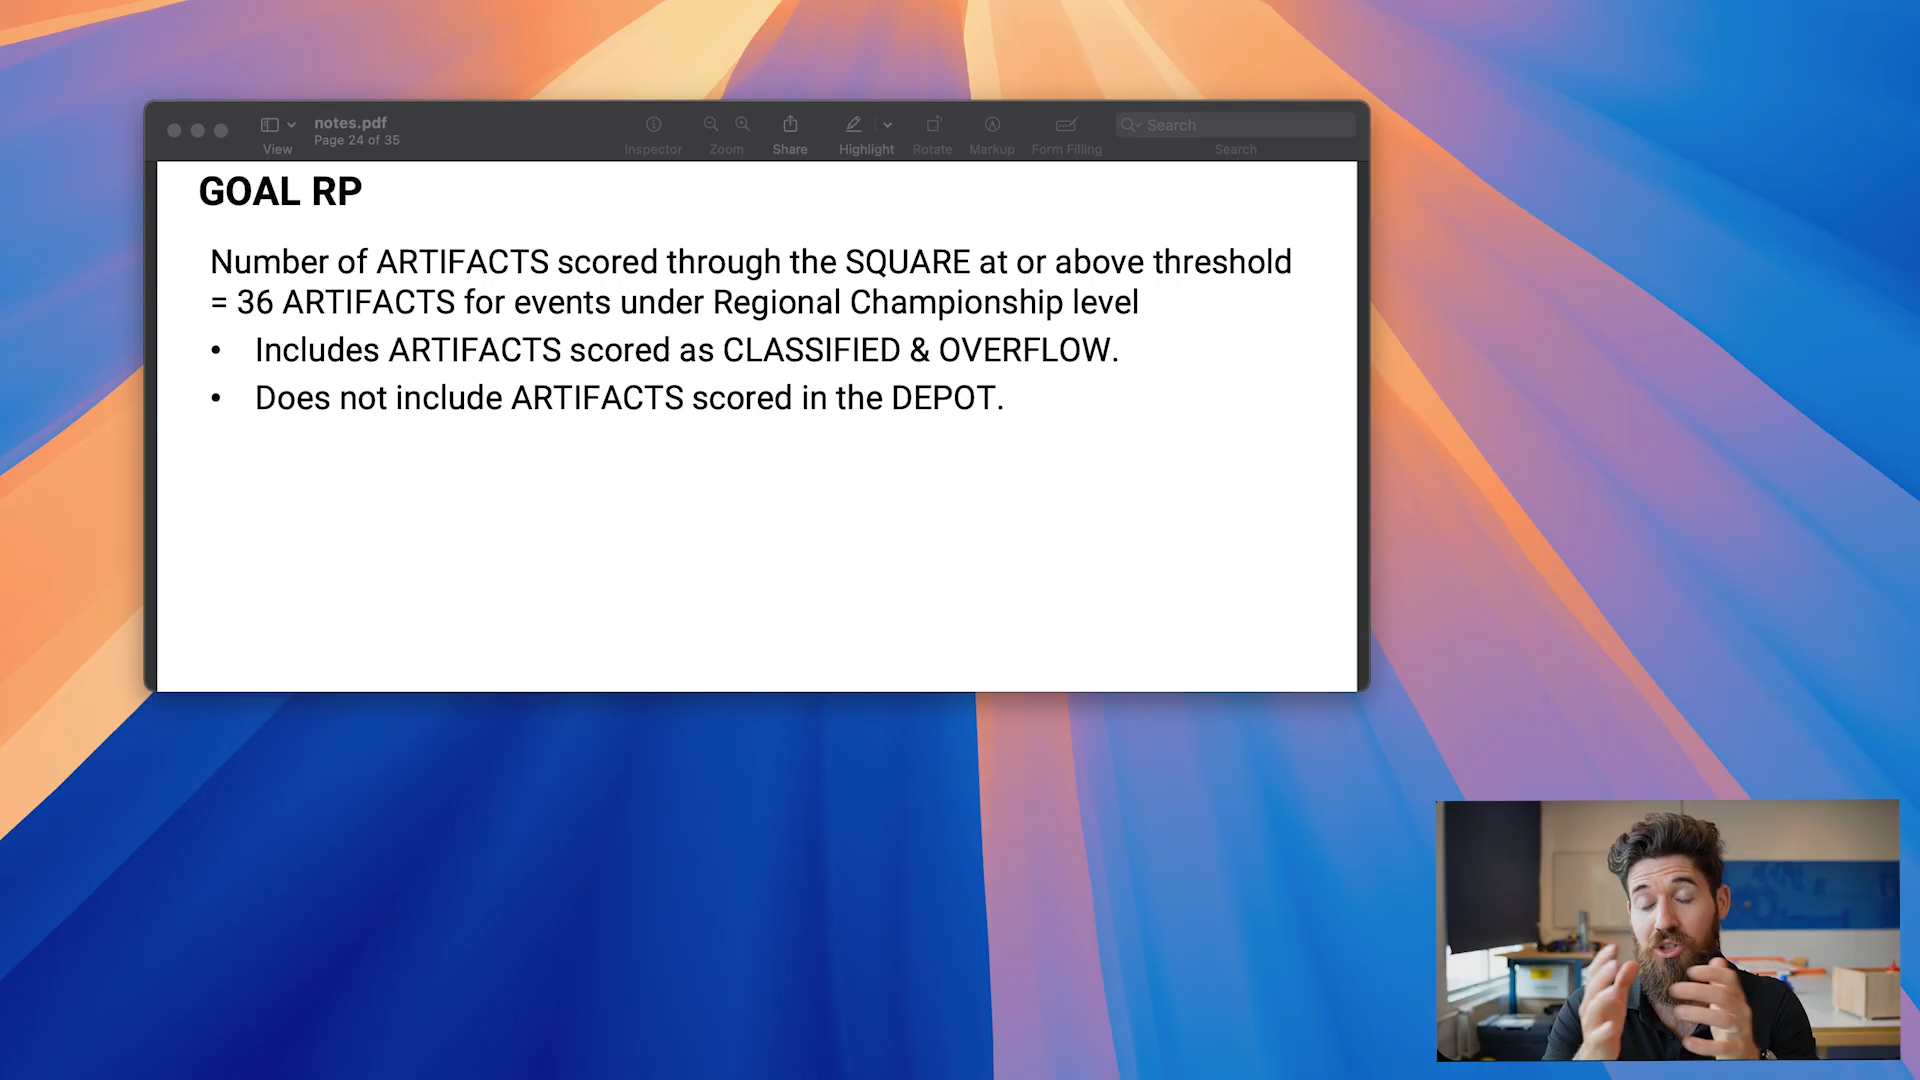 notes.pdf
Page 24 of 35
View
Inspector
Zoom
Share
Highlight
Rotate
Markup
Form Filling
Search
Search
GOAL RP
Number of ARTIFACTS scored through the SQUARE at or above threshold
= 36 ARTIFACTS for events under Regional Championship level
• Includes ARTIFACTS scored as CLASSIFIED & OVERFLOW.
• Does not include ARTIFACTS scored in the DEPOT.